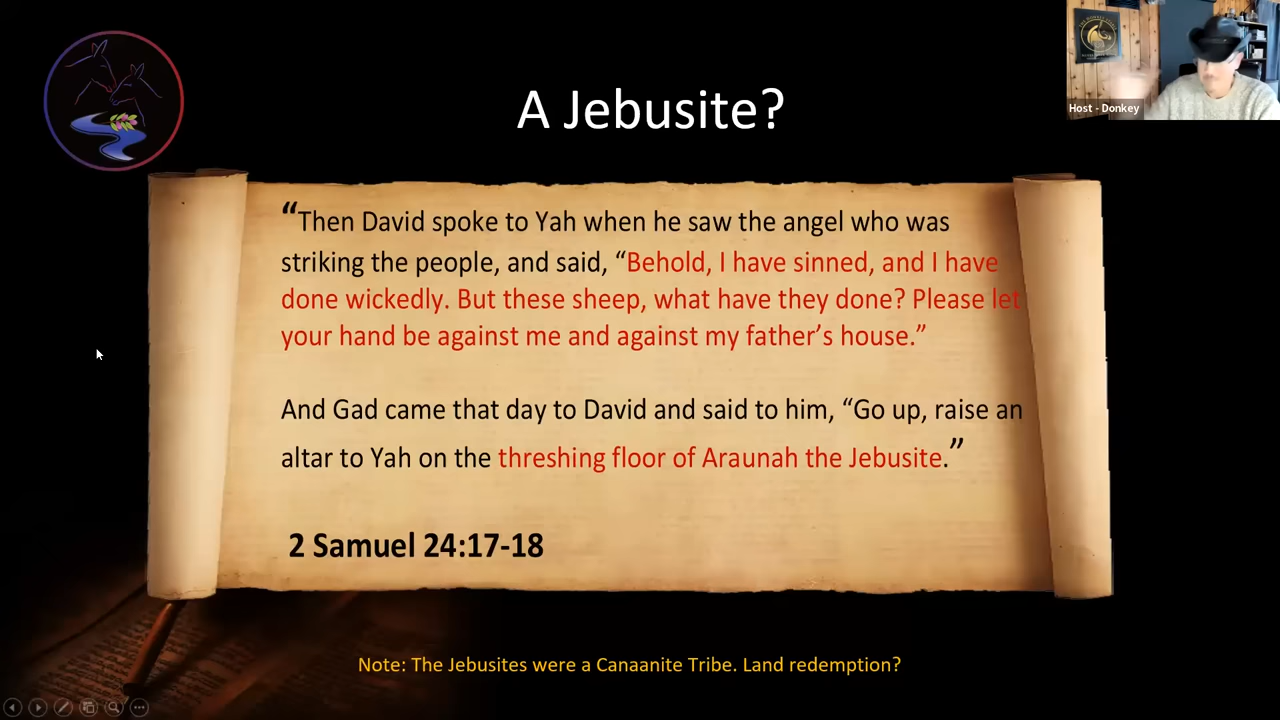 A Jebusite?
Host - Donkey
“Then David spoke to Yah when he saw the angel who was
striking the people, and said, “Behold, I have sinned, and I have
done wickedly. But these sheep, what have they done? Please let
your hand be against me and against my father’s house.”
And Gad came that day to David and said to him, “Go up, raise an
altar to Yah on the threshing floor of Araunah the Jebusite.”
2 Samuel 24:17-18
Note: The Jebusites were a Canaanite Tribe. Land redemption?